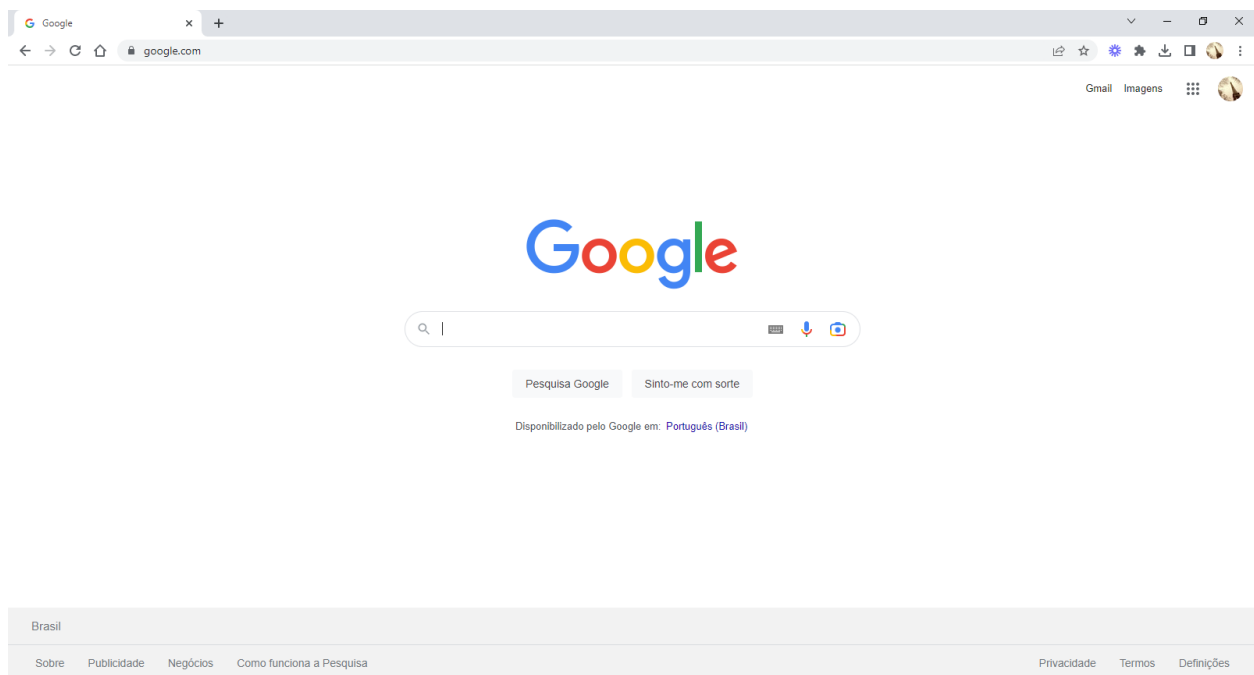 Google
google.com
Gmail Imagens
Google
Pesquisa Google Sinto-me com sorte
Disponibilizado pelo Google em: Português (Brasil)
Brasil
Sobre Publicidade Negócios Como funciona a Pesquisa Privacidade Termos Definições